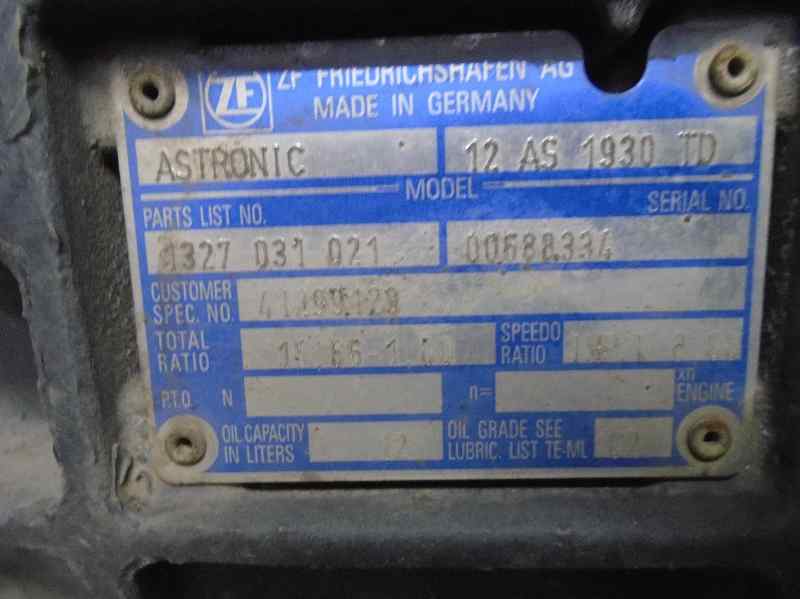 ZF ZF FRIEDRICHSHAFEN AG
MADE IN GERMANY
ASTRONIC 12 AS 1930 TD
MODEL
PARTS LIST NO. SERIAL NO.
1327 031 021 00688334
CUSTOMER
SPEC. NO.
TOTAL
RATIO
SPEEDO
RATIO
P.T.O. N n= xn
ENGINE
OIL CAPACITY
IN LITERS
OIL GRADE SEE
LUBRIC. LIST TE-ML 02